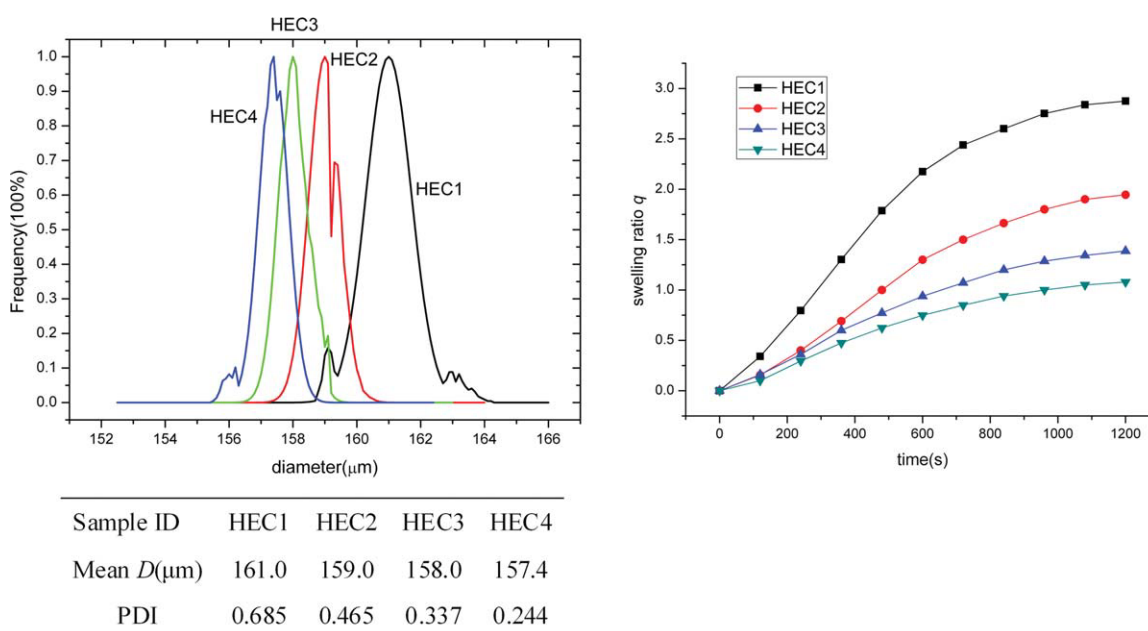 HEC3
HEC2
HEC4
HEC1
1.0
0.9
0.8
0.7
0.6
0.5
0.4
0.3
0.2
0.1
0.0
Frequency(100%)
152 154 156 158 160 162 164 166
diameter(μm)
HEC1
HEC2
HEC3
HEC4
3.0
2.5
2.0
1.5
1.0
0.5
0.0
swelling ratio q
0 200 400 600 800 1000 1200
time(s)
Sample ID HEC1 HEC2 HEC3 HEC4
Mean D(μm) 161.0 159.0 158.0 157.4
PDI 0.685 0.465 0.337 0.244